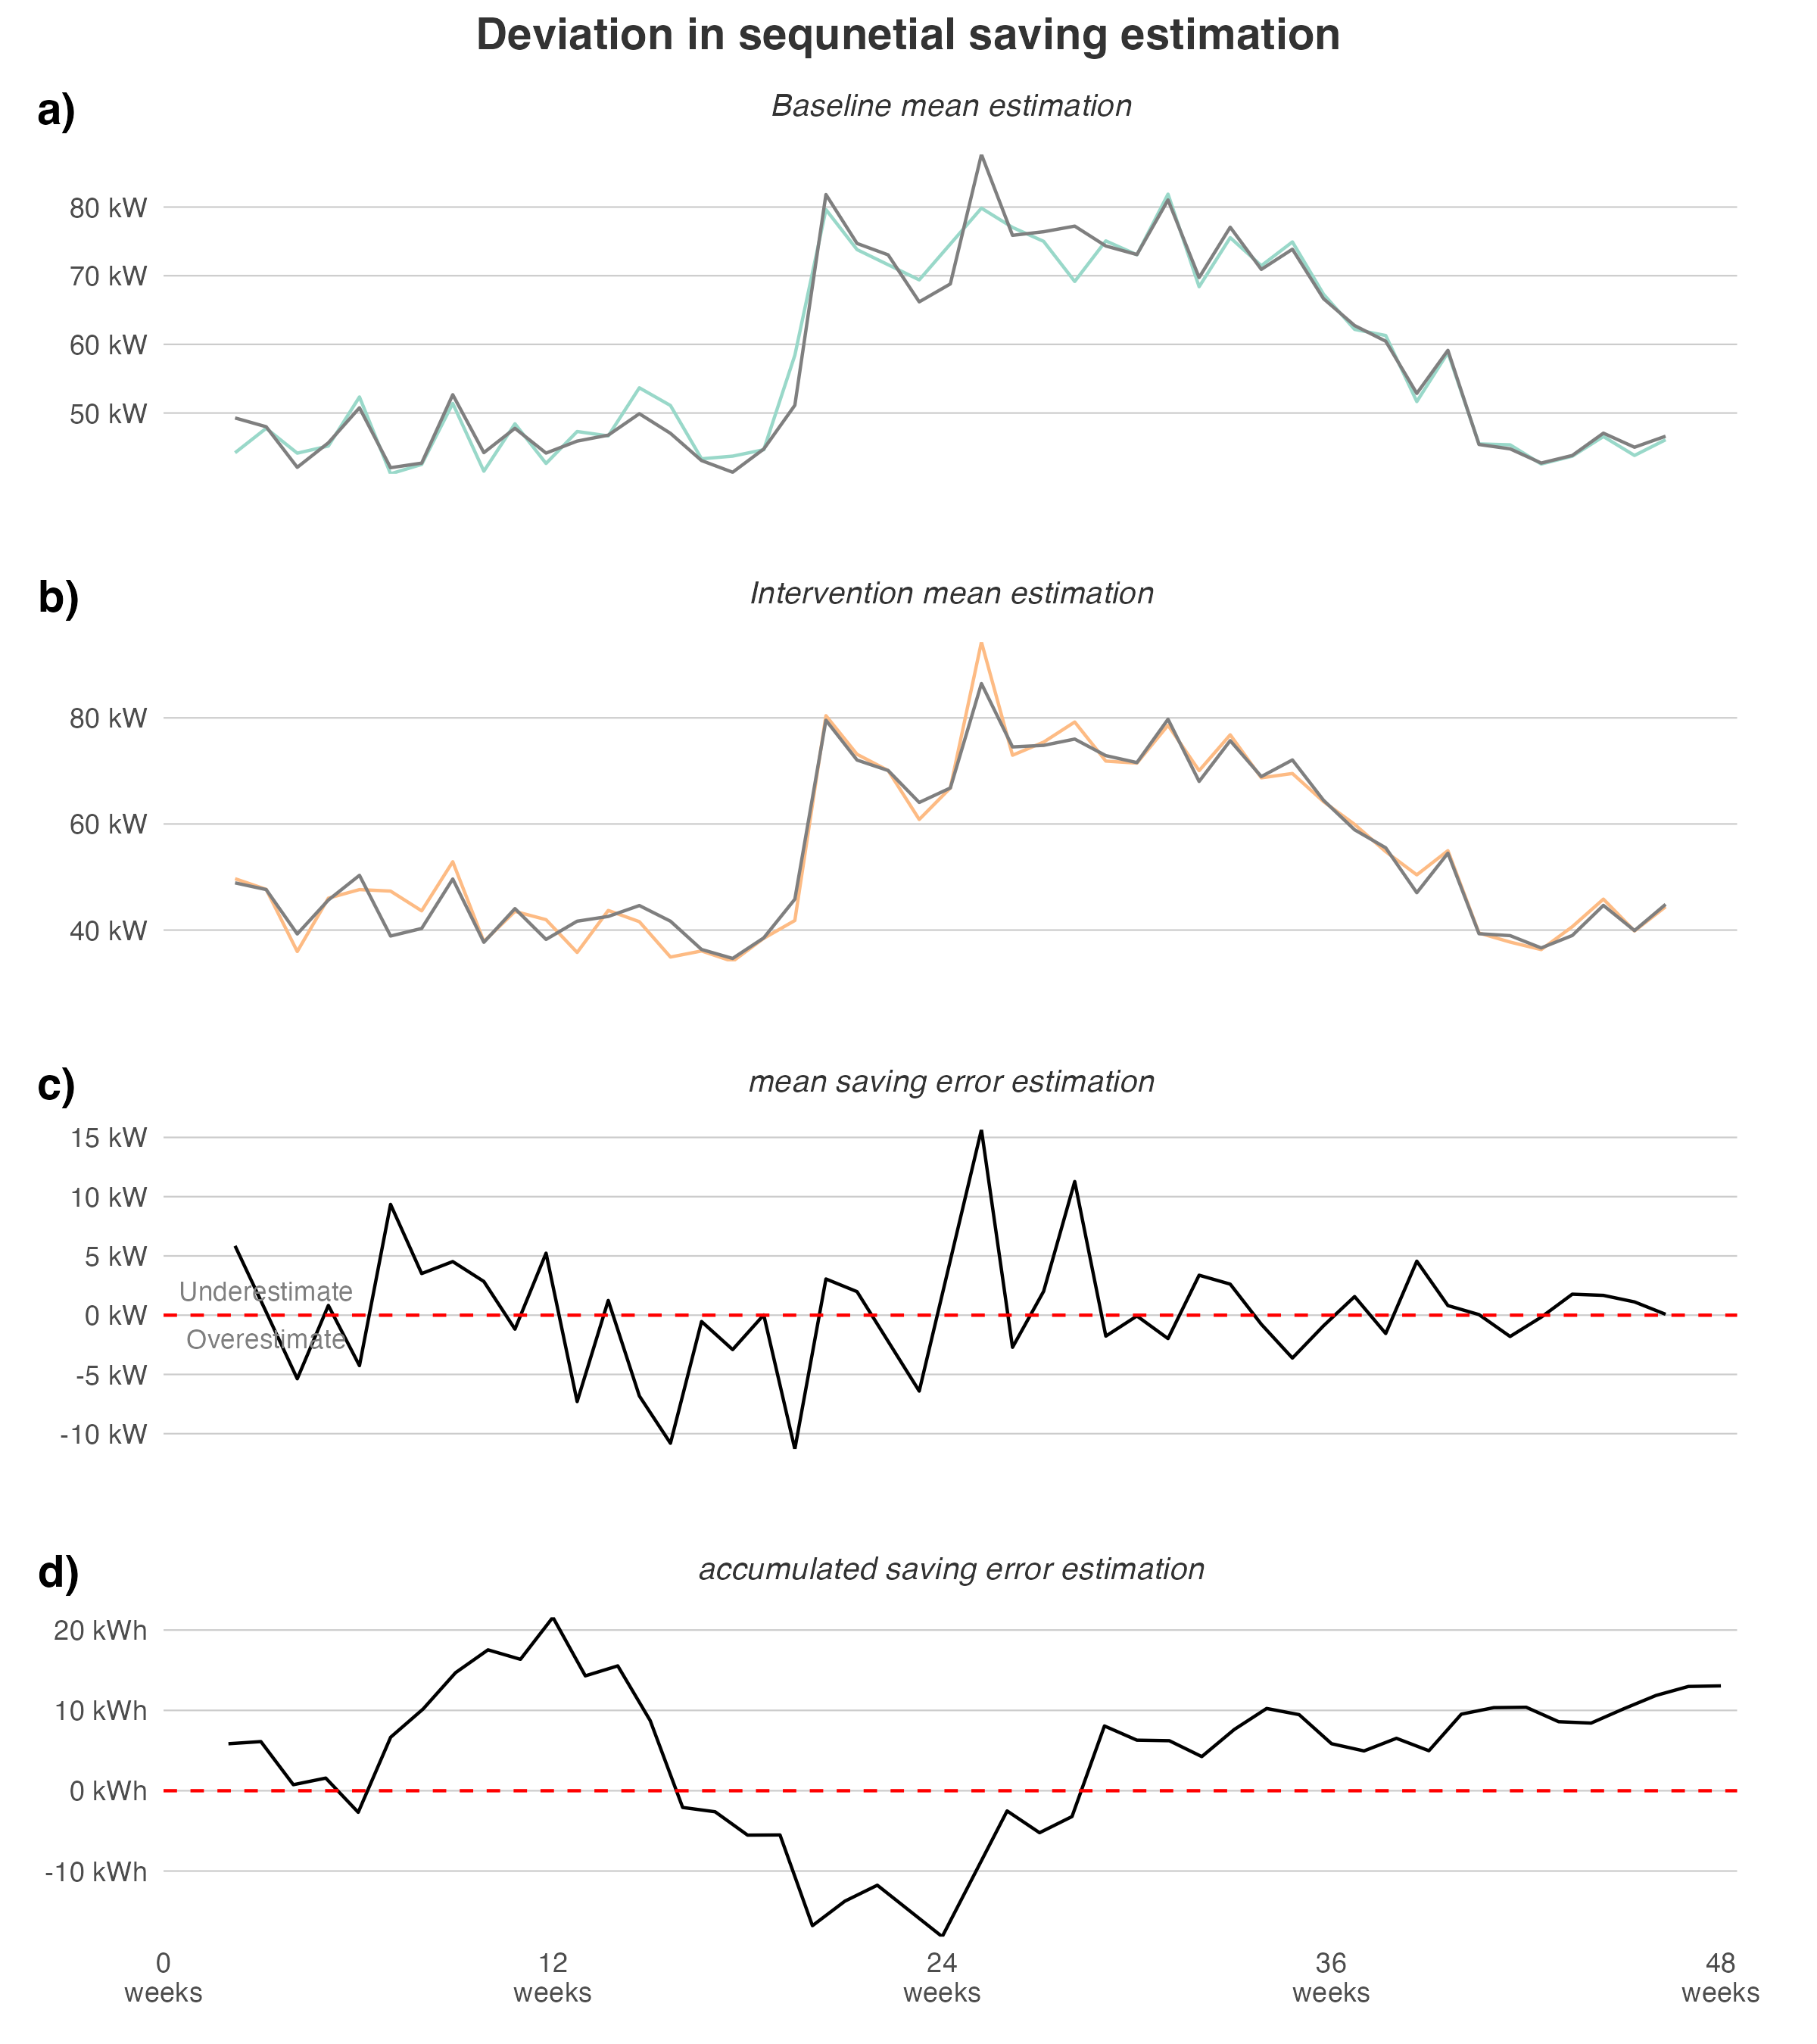 Deviation in sequnetial saving estimation
a)
Baseline mean estimation
80 kW
70 kW
60 kW
50 kW
b)
Intervention mean estimation
80 kW
60 kW
40 kW
c)
mean saving error estimation
15 kW
10 kW
5 kW
Underestimate
0 kW
Overestimate
-5 kW
-10 kW
d)
accumulated saving error estimation
20 kWh
10 kWh
0 kWh
-10 kWh
0 12 24 36 48
weeks weeks weeks weeks weeks